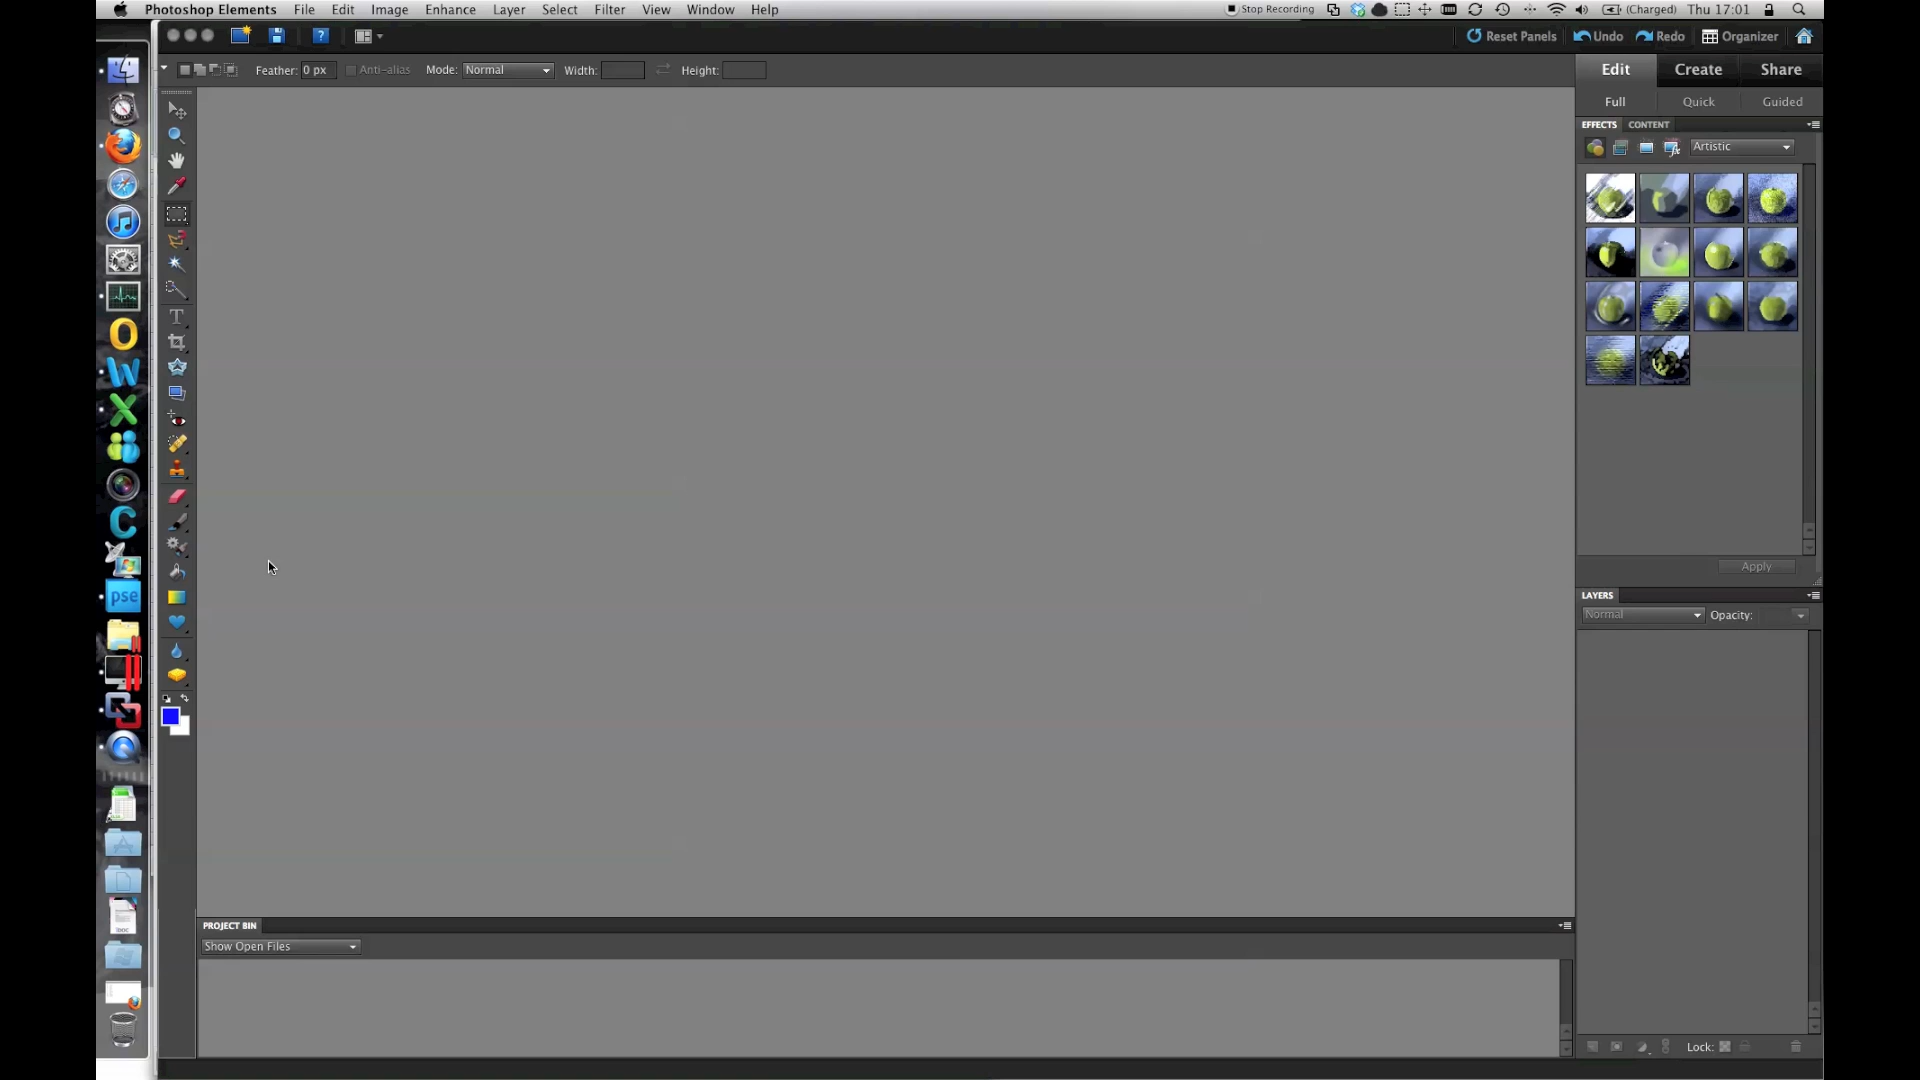 Photoshop Elements File Edit Image Enhance Layer Select Filter View Window Help Stop Recording (Charged) Thu 17:01
? Reset Panels Undo Redo Organizer
Feather: 0 px Anti-alias Mode: Normal Width: Height:
Edit Create Share
Full Quick Guided
EFFECTS CONTENT
Artistic
Apply
LAYERS
Normal Opacity:
Lock:
PROJECT BIN
Show Open Files
T
O
W
X
C
pse